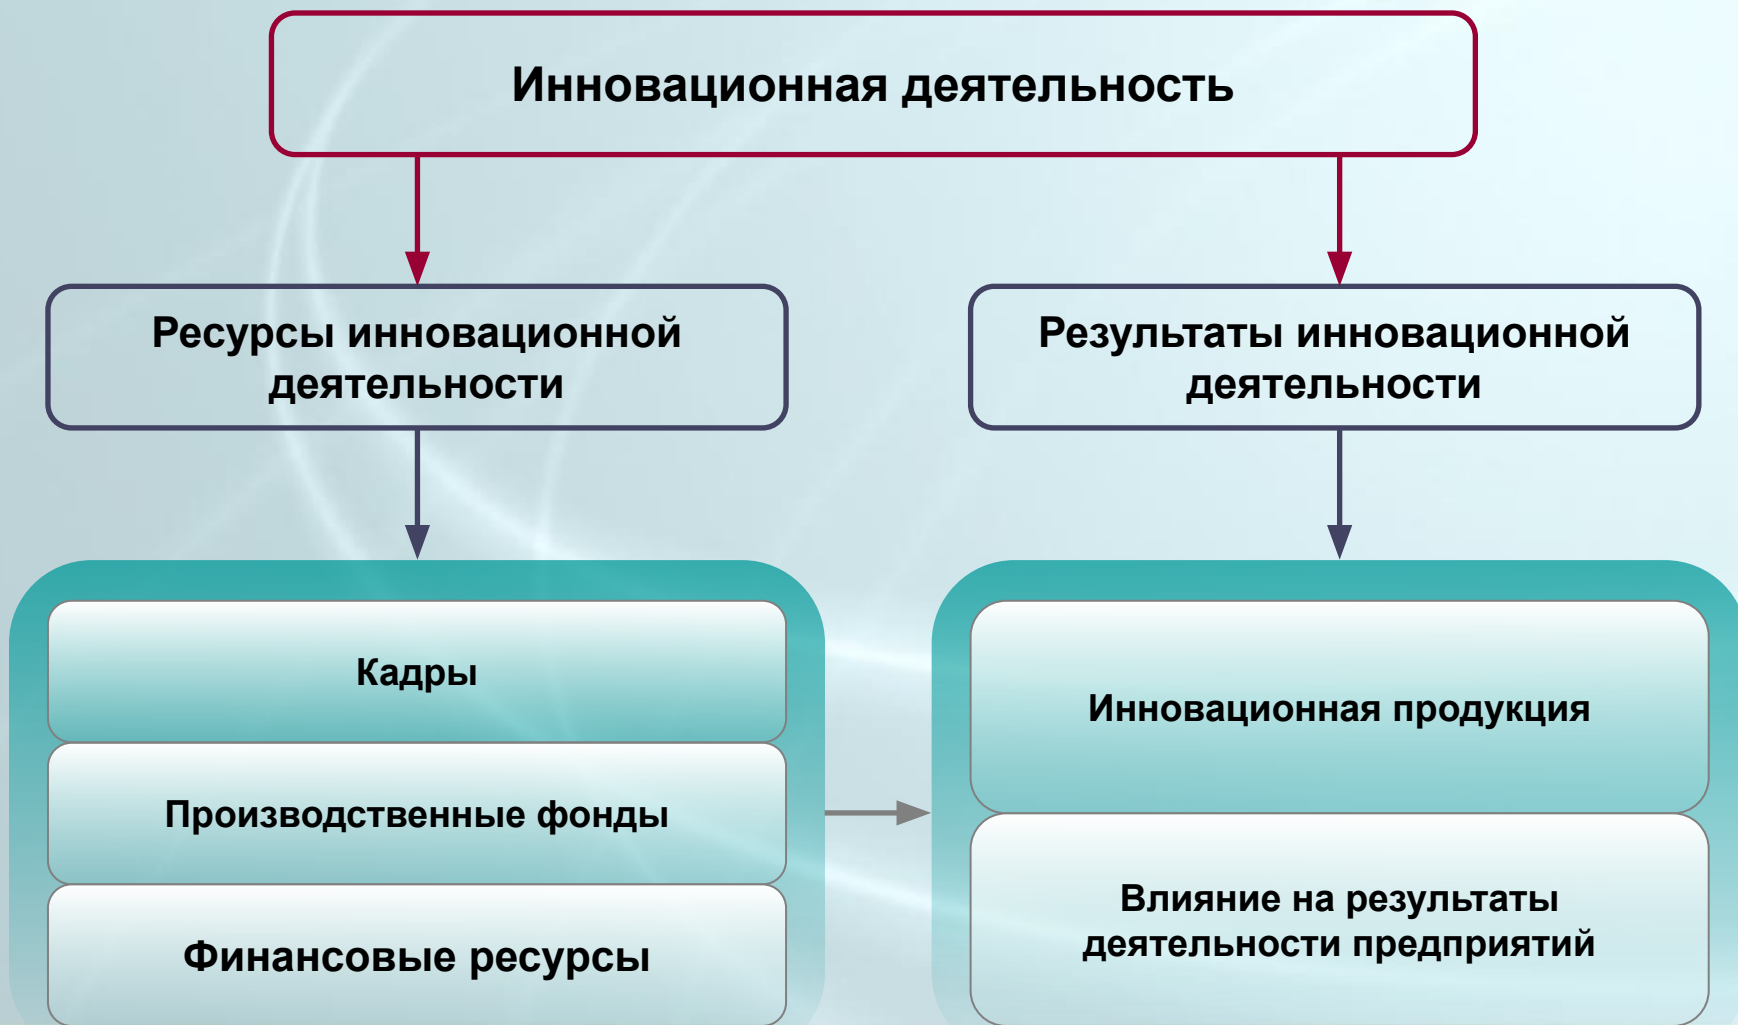 Инновационная деятельность
Ресурсы инновационной
деятельности
Результаты инновационной
деятельности
Кадры
Производственные фонды
Финансовые ресурсы
Инновационная продукция
Влияние на результаты
деятельности предприятий